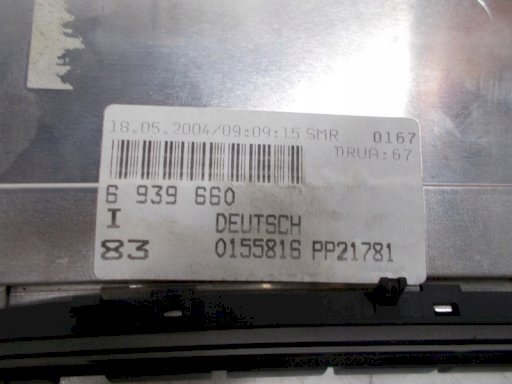 18.05.2004/09:09:15 SMR 0167
DRUA:67
6 939 660
I DEUTSCH
83 0155816 PP21781